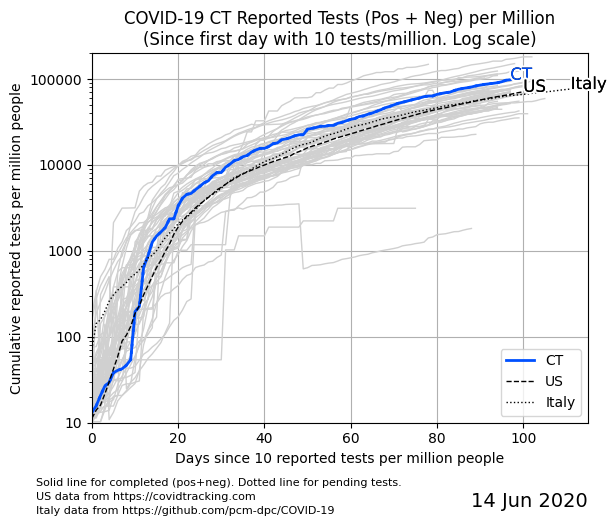 COVID-19 CT Reported Tests (Pos + Neg) per Million
(Since first day with 10 tests/million. Log scale)
Cumulative reported tests per million people
100000
10000
1000
100
10
CT
US
Italy
CT
US
Italy
0
20
40
60
80
100
Days since 10 reported tests per million people
Solid line for completed (pos+neg). Dotted line for pending tests.
US data from https://covidtracking.com
Italy data from https://github.com/pcm-dpc/COVID-19
14 Jun 2020